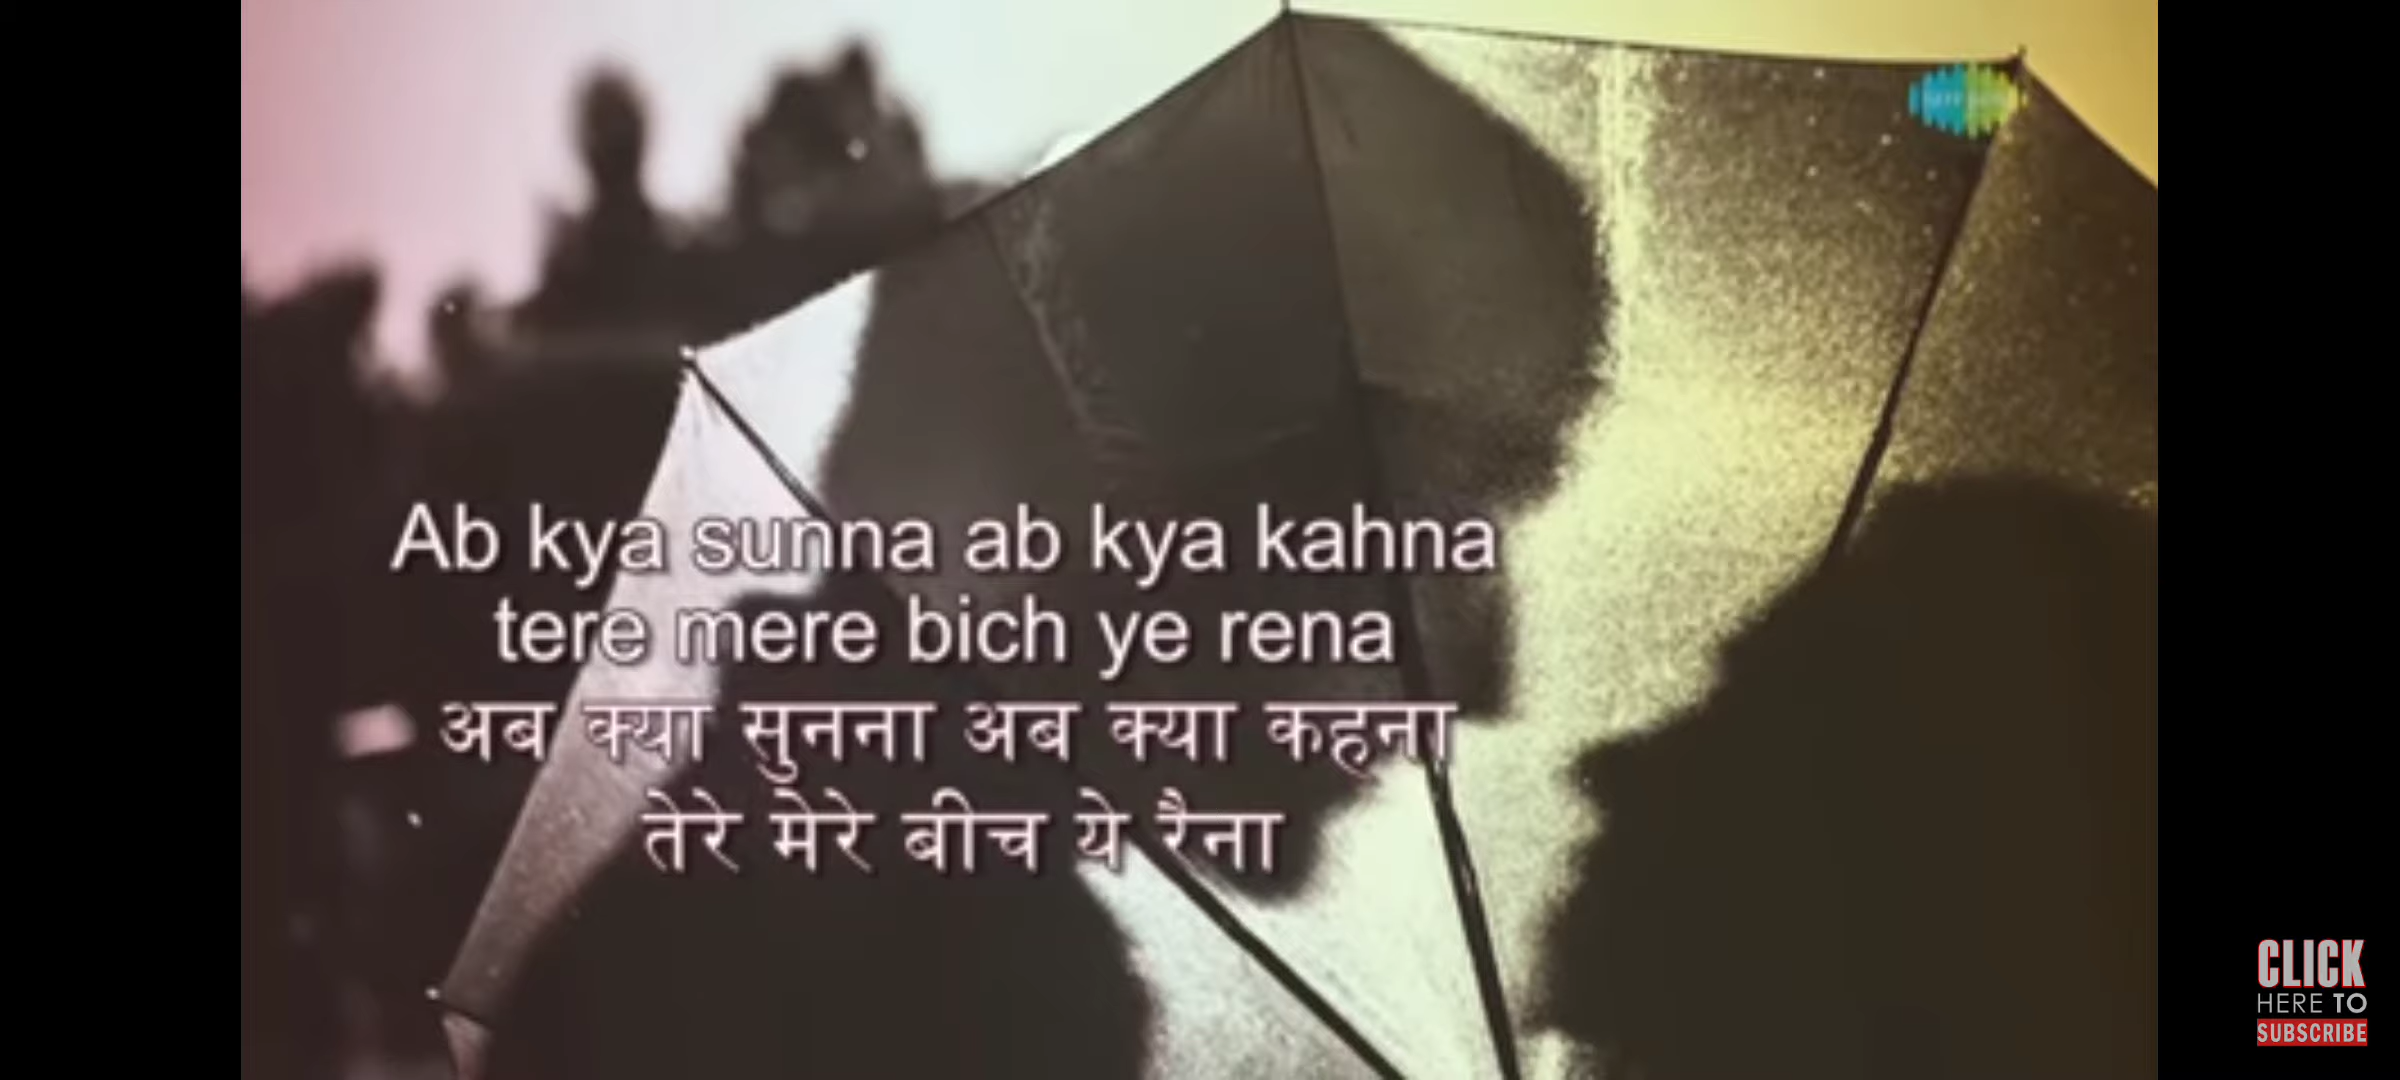 Ab kya sunna ab kya kahna
tere mere bich ye rena
अब क्या सुनना अब क्या कहना
तेरे मेरे बीच ये रैना
CLICK
HERE TO
SUBSCRIBE